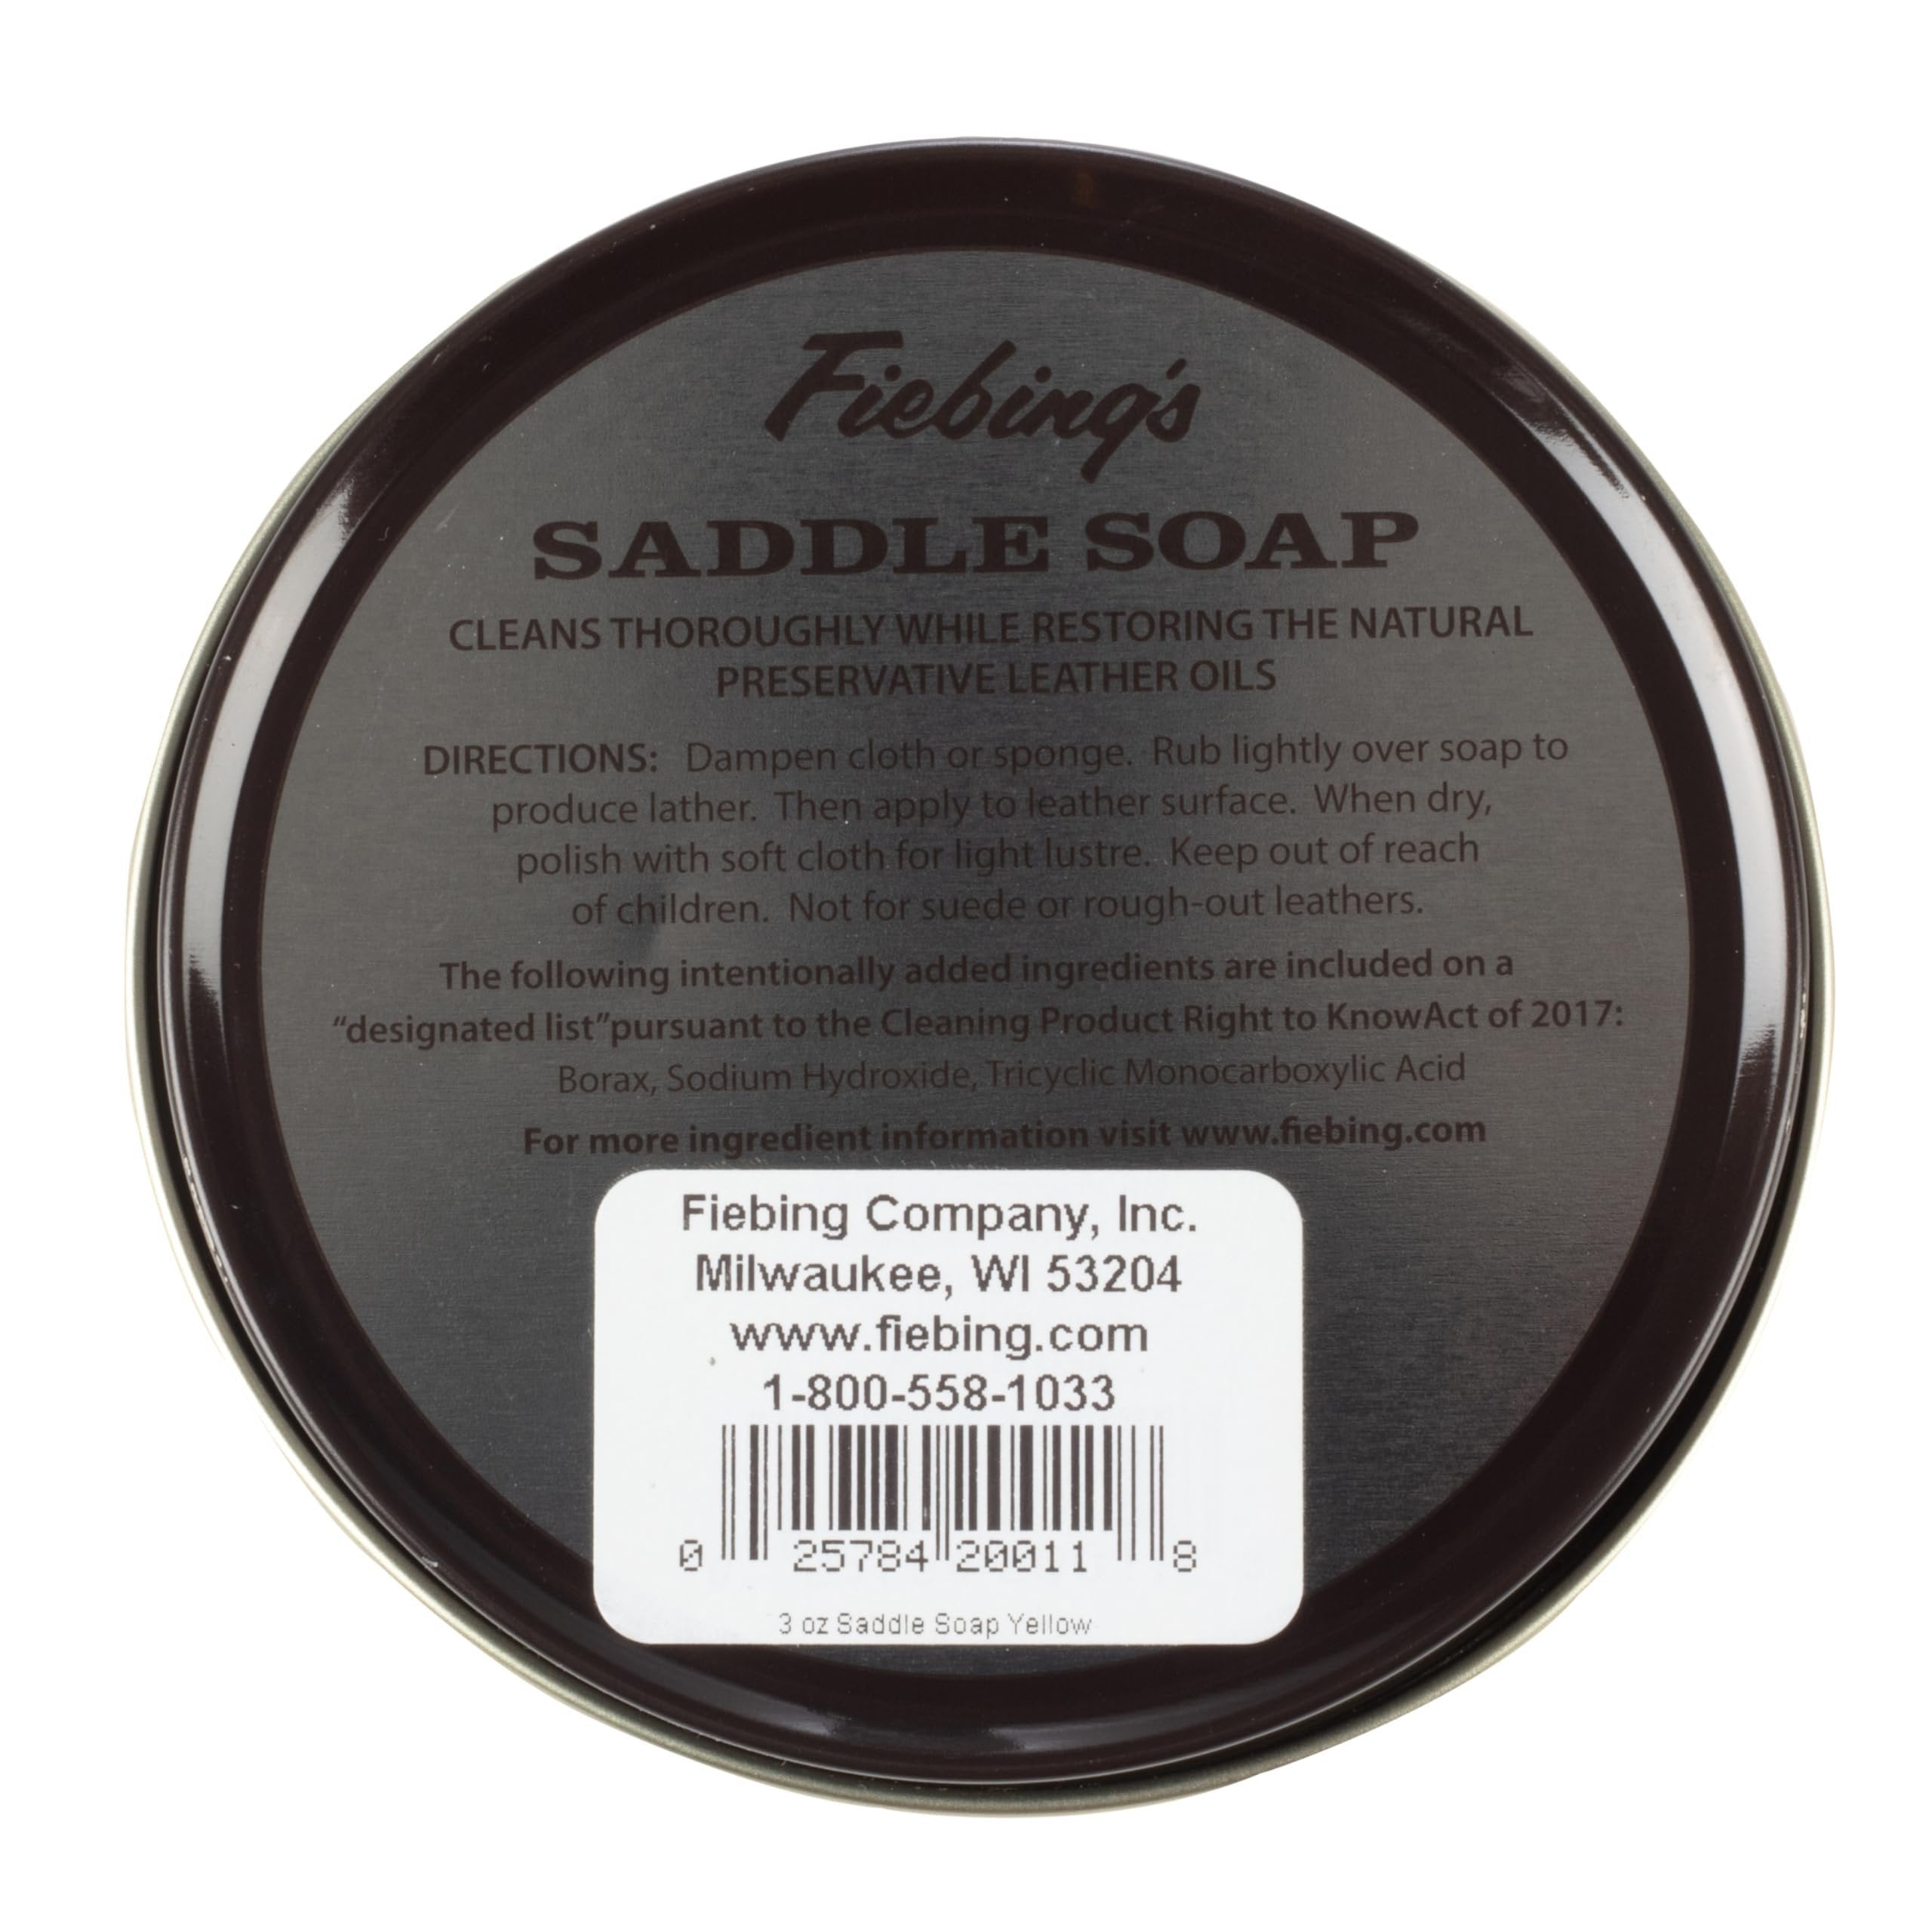 Fiebing's
SADDLE SOAP
CLEANS THOROUGHLY WHILE RESTORING THE NATURAL
PRESERVATIVE LEATHER OILS
DIRECTIONS: Dampen cloth or sponge. Rub lightly over soap to
produce lather. Then apply to leather surface. When dry,
polish with soft cloth for light lustre. Keep out of reach
of children. Not for suede or rough-out leathers.
The following intentionally added ingredients are included on a
“designated list”pursuant to the Cleaning Product Right to KnowAct of 2017:
Borax, Sodium Hydroxide, Tricyclic Monocarboxylic Acid
For more ingredient information visit www.fiebing.com
Fiebing Company, Inc.
Milwaukee, WI 53204
www.fiebing.com
1-800-558-1033
0 25784 20011 8
3 oz Saddle Soap Yellow